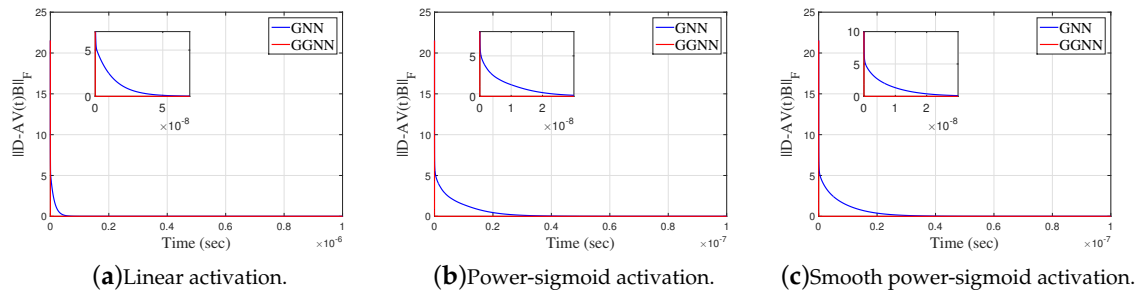 ||D-AV(t)B||F
25
20
15
10
5
0
0 0.2 0.4 0.6 0.8 1
Time (sec)
×10-6
GNN
GGNN
5
0
0 5
×10-8
(a)Linear activation.
||D-AV(t)B||F
25
20
15
10
5
0
0 0.2 0.4 0.6 0.8 1
Time (sec)
×10-7
GNN
GGNN
5
0
0 1 2
×10-8
(b)Power-sigmoid activation.
||D-AV(t)B||F
25
20
15
10
5
0
0 0.2 0.4 0.6 0.8 1
Time (sec)
×10-7
GNN
GGNN
10
5
0
0 1 2
×10-8
(c)Smooth power-sigmoid activation.